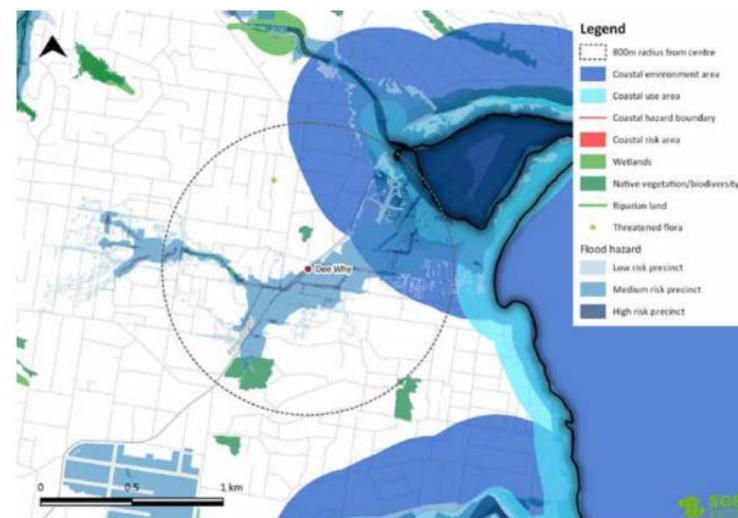 Legend
800m radius from centre
Coastal environment area
Coastal use area
Coastal hazard boundary
Coastal risk area
Wetlands
Native vegetation/biodiversity
Riparian land
Threatened flora
Flood hazard
Low risk precinct
Medium risk precinct
High risk precinct
Dee Why
0 0.5 1 km
SGS